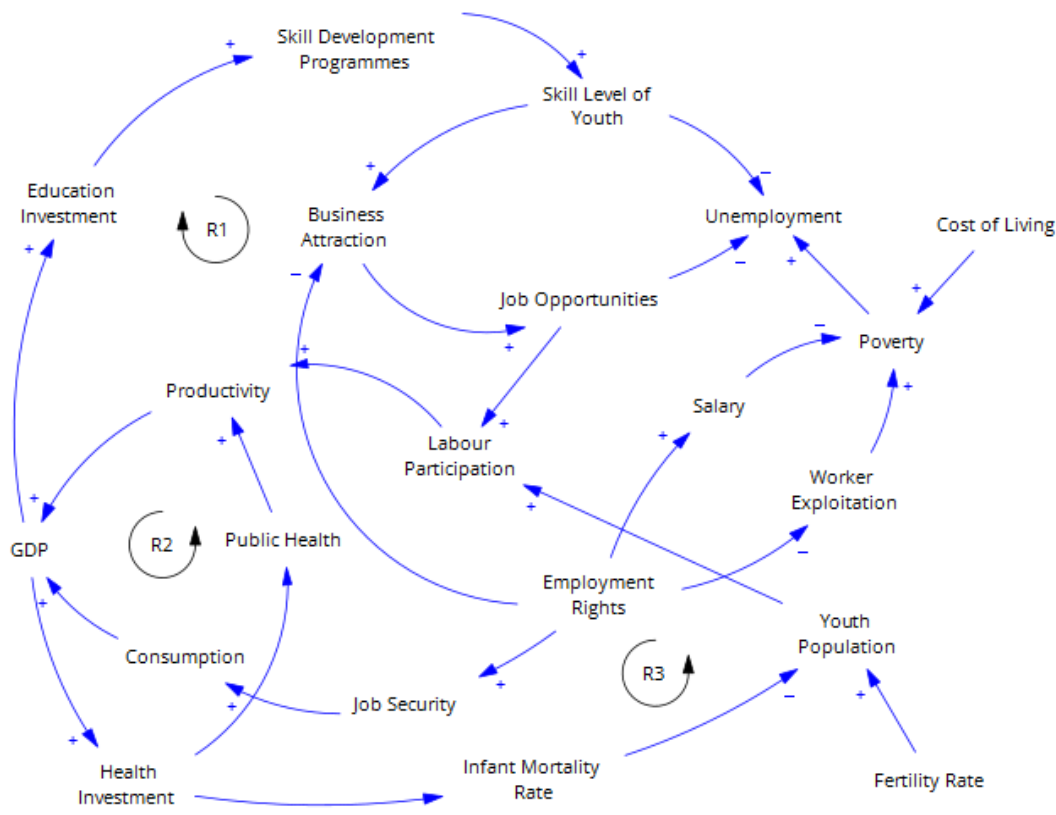 Skill Development
Programmes
Skill Level of
Youth
Education
Investment
R1
Business
Attraction
Unemployment
Cost of Living
Job Opportunities
Poverty
Productivity
Salary
Labour
Participation
Worker
Exploitation
GDP
R2
Public Health
Employment
Rights
Youth
Population
Consumption
R3
Job Security
Health
Investment
Infant Mortality
Rate
Fertility Rate
+
+
+
–
+
–
–
+
+
+
–
+
+
+
+
+
+
+
+
–
+
+
+
+
+
–
+